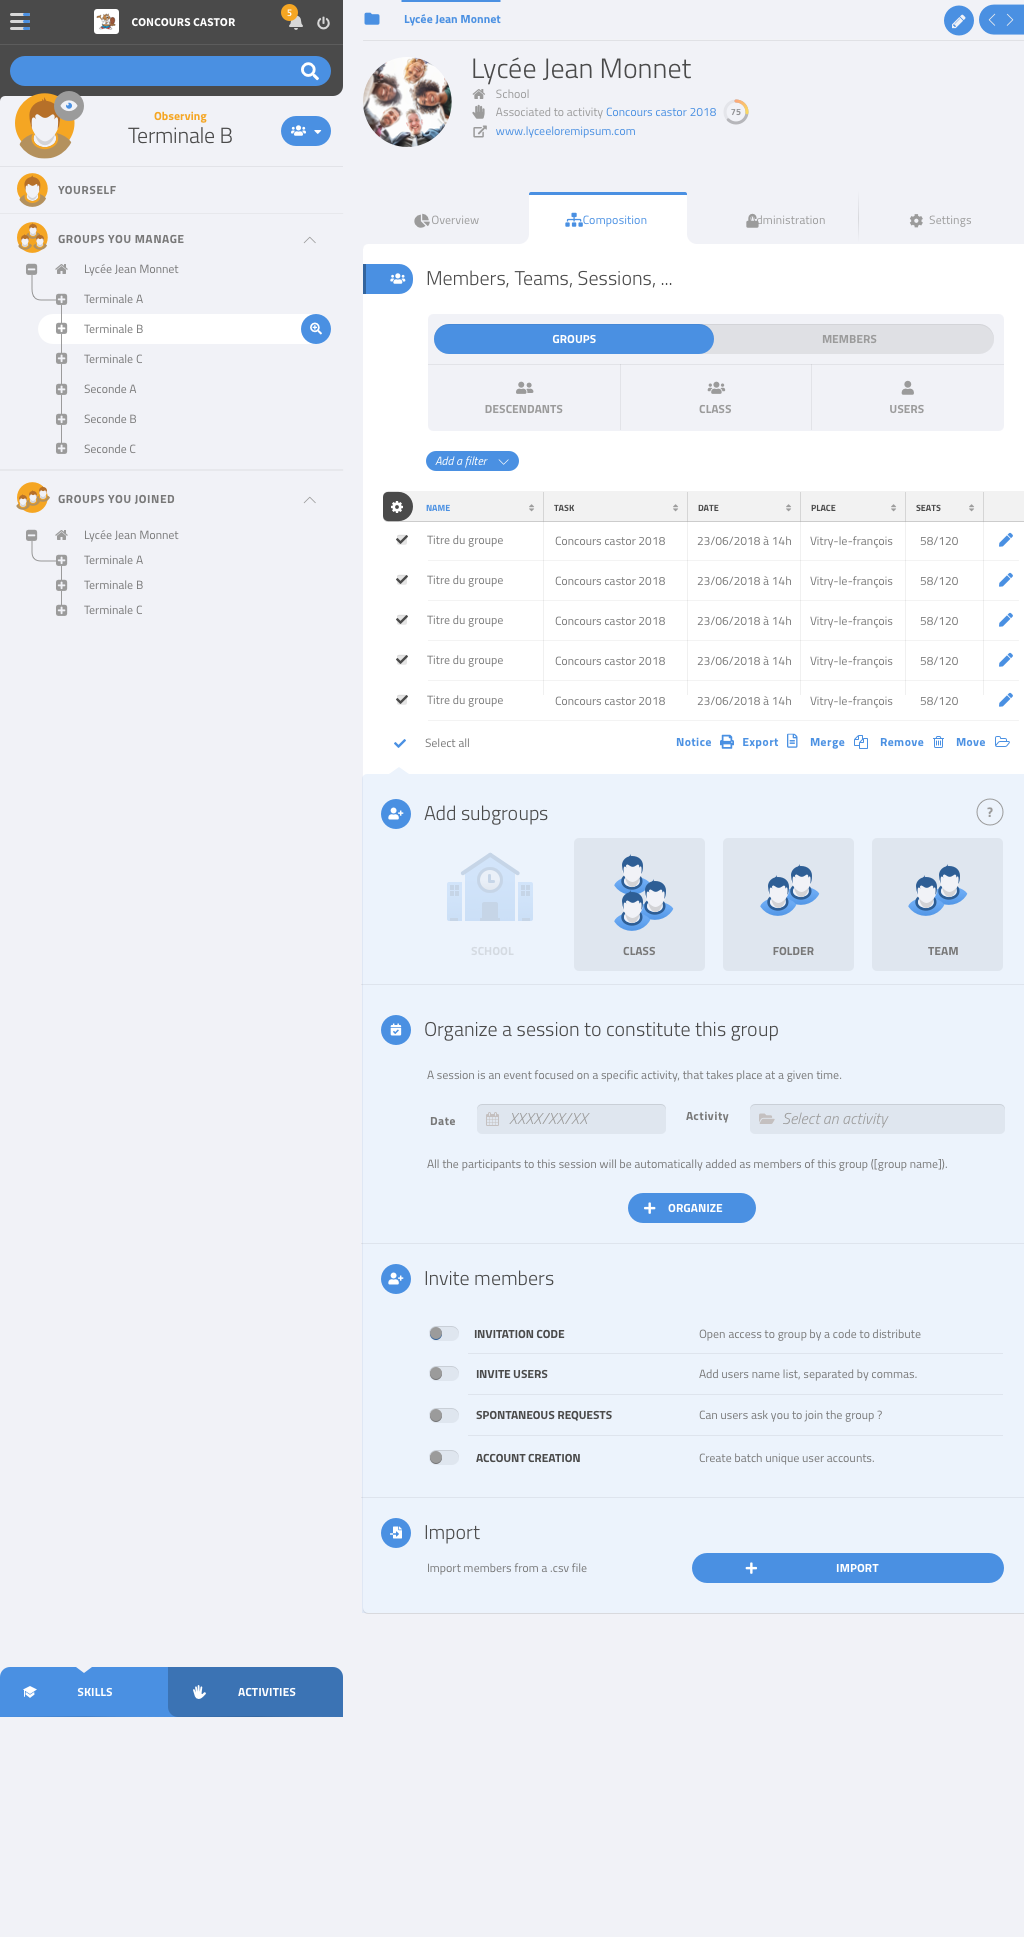 CONCOURS CASTOR
5
Observing
Terminale B
YOURSELF
GROUPS YOU MANAGE
Lycée Jean Monnet
Terminale A
Terminale B
Terminale C
Seconde A
Seconde B
Seconde C
GROUPS YOU JOINED
Lycée Jean Monnet
Terminale A
Terminale B
Terminale C
SKILLS
ACTIVITIES
Lycée Jean Monnet
Lycée Jean Monnet
School
Associated to activity Concours castor 2018 75
www.lyceeloremipsum.com
Overview
Composition
dministration
Settings
Members, Teams, Sessions, ...
GROUPS MEMBERS
DESCENDANTS CLASS USERS
Add a filter
NAME TASK DATE PLACE SEATS
Titre du groupe Concours castor 2018 23/06/2018 à 14h Vitry-le-françois 58/120
Titre du groupe Concours castor 2018 23/06/2018 à 14h Vitry-le-françois 58/120
Titre du groupe Concours castor 2018 23/06/2018 à 14h Vitry-le-françois 58/120
Titre du groupe Concours castor 2018 23/06/2018 à 14h Vitry-le-françois 58/120
Titre du groupe Concours castor 2018 23/06/2018 à 14h Vitry-le-françois 58/120
Select all Notice Export Merge Remove Move
Add subgroups ?
SCHOOL CLASS FOLDER TEAM
Organize a session to constitute this group
A session is an event focused on a specific activity, that takes place at a given time.
Date XXXX/XX/XX Activity Select an activity
All the participants to this session will be automatically added as members of this group ([group name]).
ORGANIZE
Invite members
INVITATION CODE Open access to group by a code to distribute
INVITE USERS Add users name list, separated by commas.
SPONTANEOUS REQUESTS Can users ask you to join the group ?
ACCOUNT CREATION Create batch unique user accounts.
Import
Import members from a .csv file IMPORT